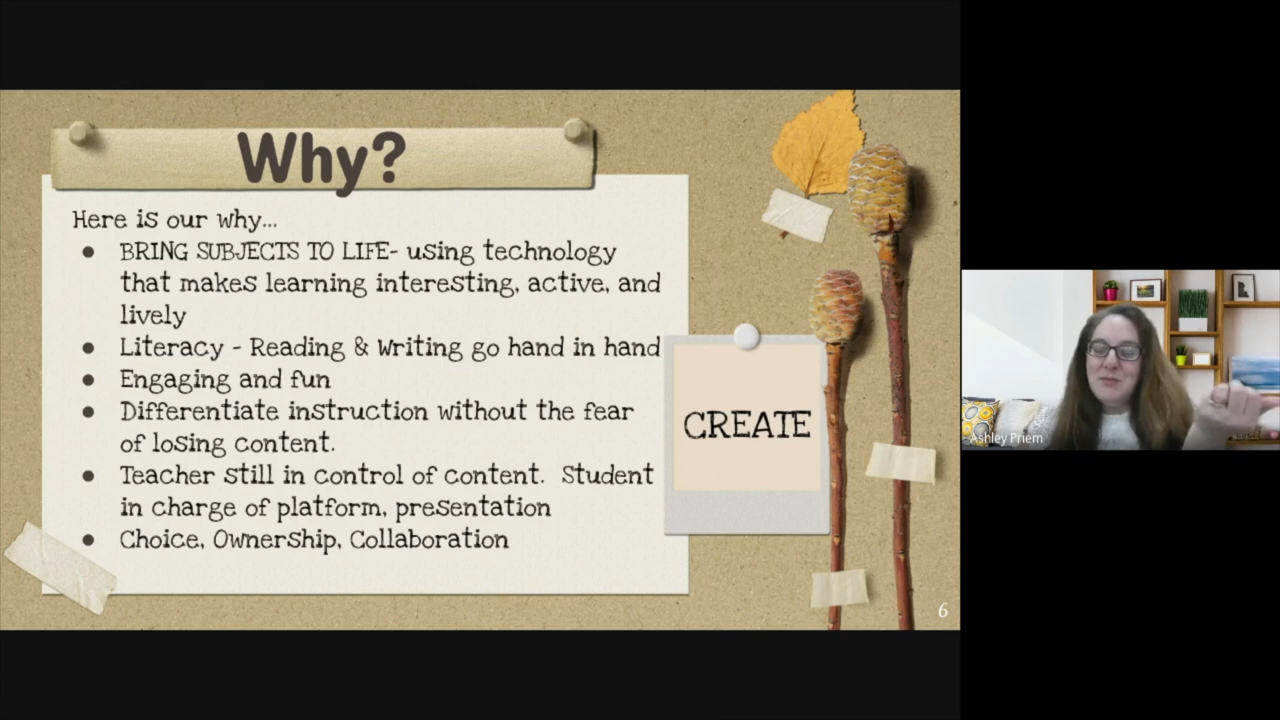 Why?
Here is our why...
● BRING SUBJECTS TO LIFE- using technology
that makes learning interesting, active, and
lively
● Literacy - Reading & Writing go hand in hand
● Engaging and fun
● Differentiate instruction without the fear
of losing content.
● Teacher still in control of content.  Student
in charge of platform, presentation
● Choice, Ownership, Collaboration
CREATE
6
Ashley Priem